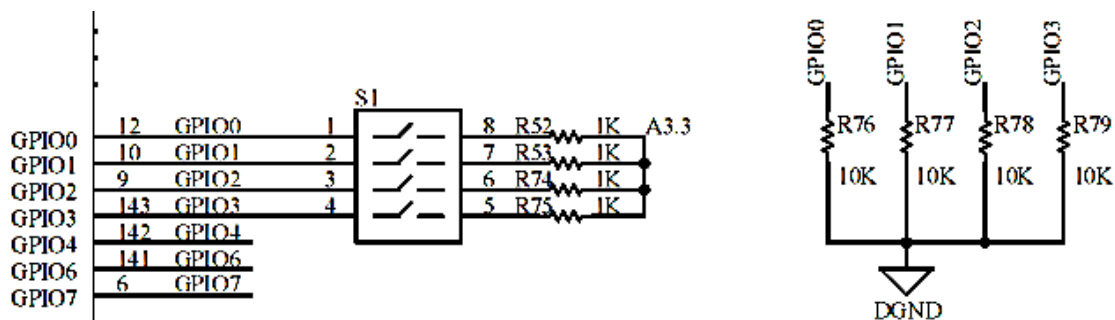 S1
GPIO0 12 GPIO0 1 8 R52 1K A3.3
GPIO1 10 GPIO1 2 7 R53 1K
GPIO2 9 GPIO2 3 6 R74 1K
GPIO3 143 GPIO3 4 5 R75 1K
GPIO4 142 GPIO4
GPIO6 141 GPIO6
GPIO7 6 GPIO7
GPIO0 GPIO1 GPIO2 GPIO3
R76 R77 R78 R79
10K 10K 10K 10K
DGND